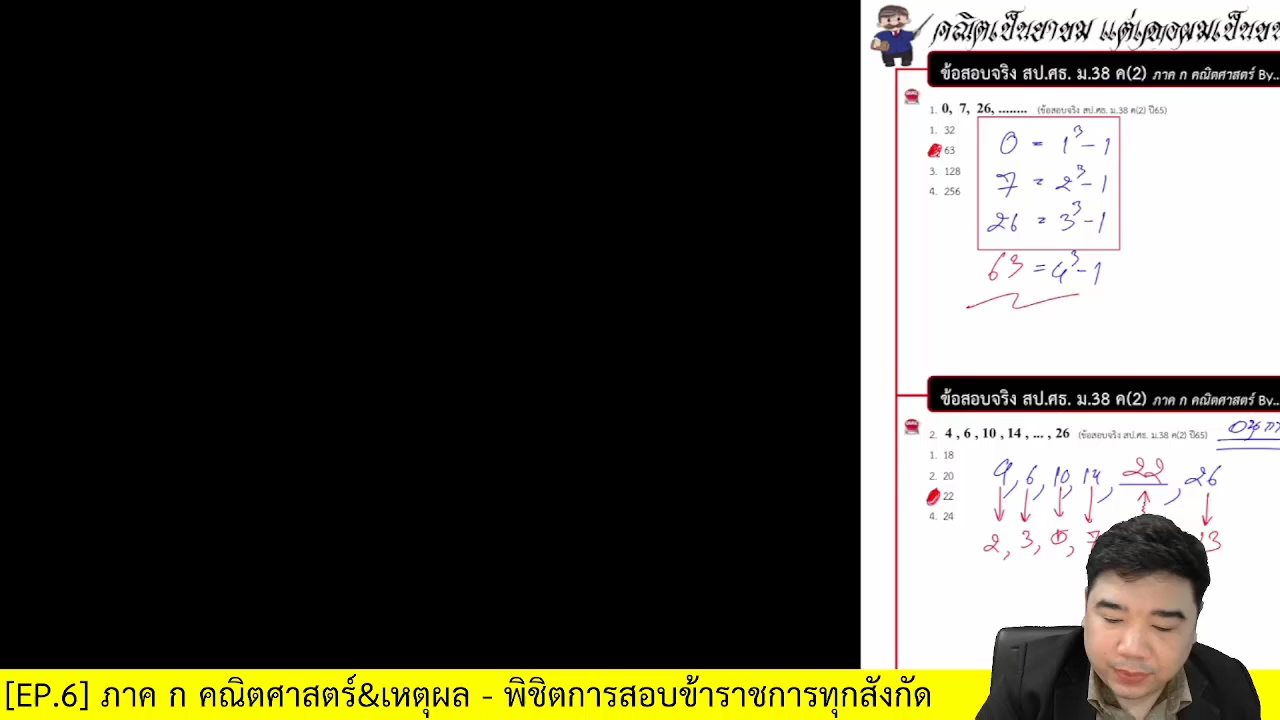 คณิตเป็นยาขม แต่เจอผมเป็นขน
ข้อสอบจริง สป.ศธ. ม.38 ค(2) ภาค ก คณิตศาสตร์ By..
1. 0, 7, 26, ........ (ข้อสอบจริง สป.ศธ. ม.38 ค(2) ปี65)
1. 32
63
3. 128
4. 256
0 = 1³-1
7 = 2³-1
26 = 3³-1
63 = 4³-1
ข้อสอบจริง สป.ศธ. ม.38 ค(2) ภาค ก คณิตศาสตร์ By..
2. 4 , 6 , 10 , 14 , ... , 26 (ข้อสอบจริง สป.ศธ. ม.38 ค(2) ปี65)
1. 18
2. 20
22
4. 24
4, 6, 10, 14, 22, 26
2, 3, 5, 7 13
[EP.6] ภาค ก คณิตศาสตร์&เหตุผล - พิชิตการสอบข้าราชการทุกสังกัด